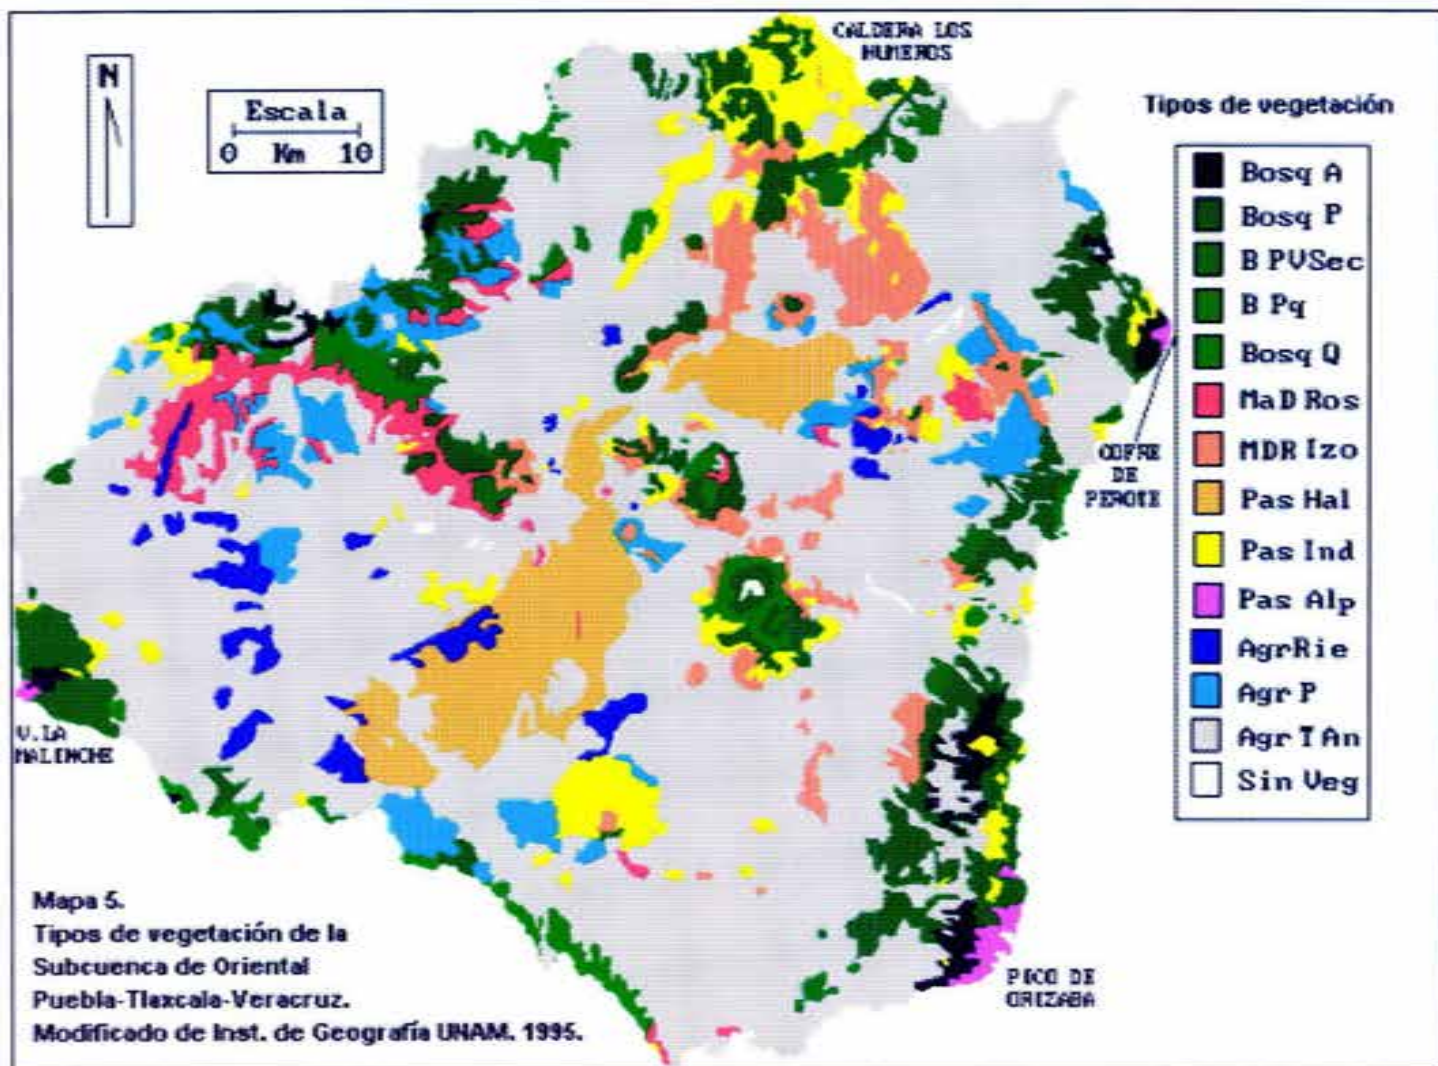 CALDERA LOS
HUMEROS
N
Escala
0 Km 10
Tipos de vegetación
Bosq A
Bosq P
B PVSec
B Pq
Bosq Q
MaD Ros
MDR Izo
Pas Hal
Pas Ind
Pas Alp
AgrRie
Agr P
Agr T An
Sin Veg
COFRE
DE
PEROTE
V. LA
MALINCHE
PICO DE
ORIZABA
Mapa 5.
Tipos de vegetación de la
Subcuenca de Oriental
Puebla-Tlaxcala-Veracruz.
Modificado de Inst. de Geografía UNAM. 1995.